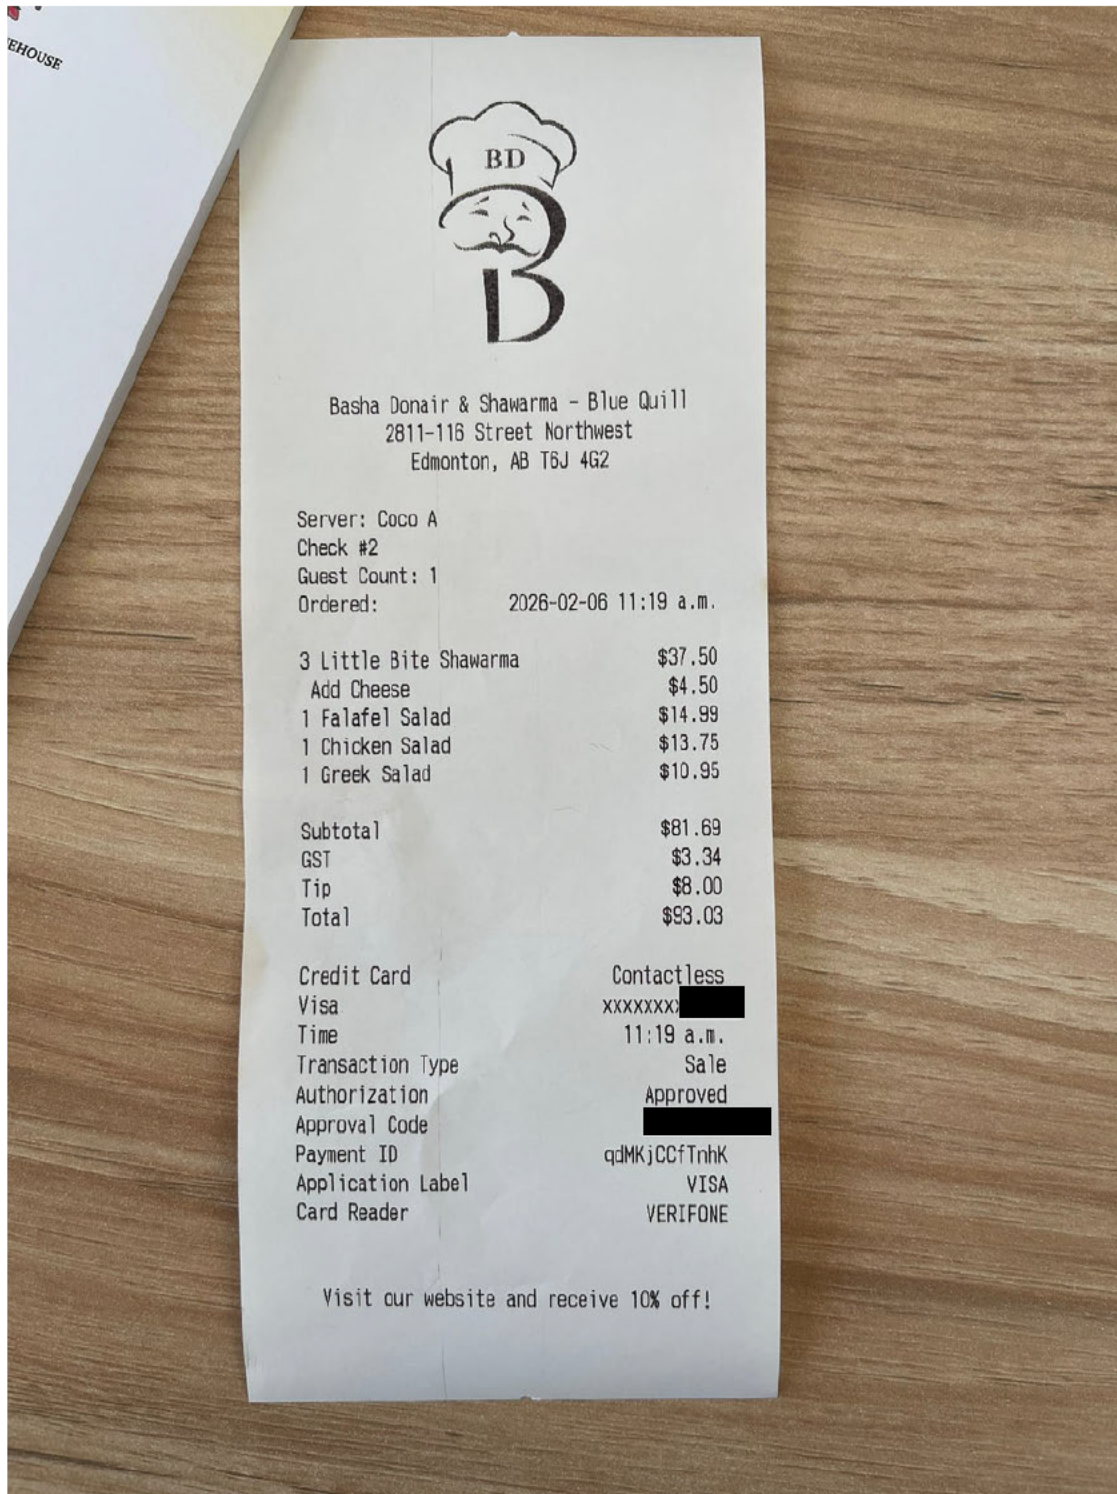 EHOUSE
BD
B
Basha Donair & Shawarma - Blue Quill
2811-116 Street Northwest
Edmonton, AB T6J 4G2
Server: Coco A
Check #2
Guest Count: 1
Ordered: 2026-02-06 11:19 a.m.
3 Little Bite Shawarma $37.50
Add Cheese $4.50
1 Falafel Salad $14.99
1 Chicken Salad $13.75
1 Greek Salad $10.95
Subtotal $81.69
GST $3.34
Tip $8.00
Total $93.03
Credit Card Contactless
Visa xxxxxxxx
Time 11:19 a.m.
Transaction Type Sale
Authorization Approved
Approval Code
Payment ID qdMKjCCfTnhK
Application Label VISA
Card Reader VERIFONE
Visit our website and receive 10% off!